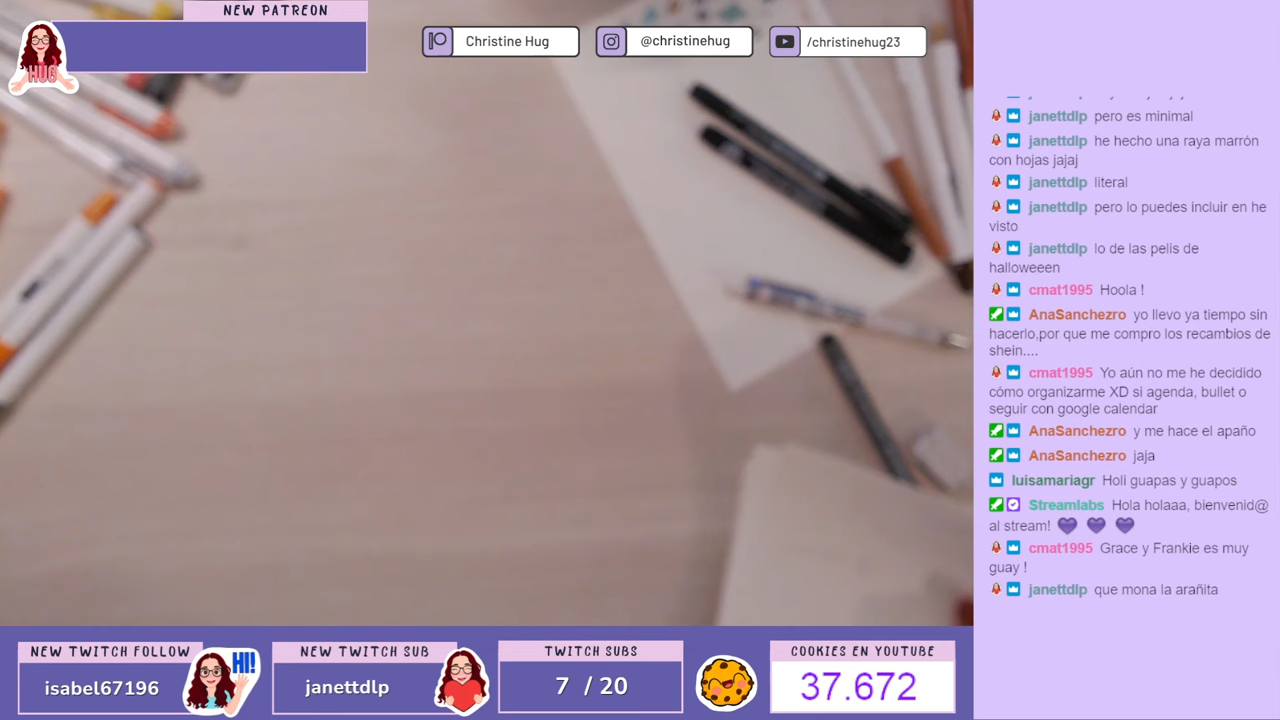 NEW PATREON
HUG
Christine Hug
@christinehug
/christinehug23
janettdlp pero es minimal
janettdlp he hecho una raya marrón
con hojas jajaj
janettdlp literal
janettdlp pero lo puedes incluir en he
visto
janettdlp lo de las pelis de
halloweeen
cmat1995 Hoola !
AnaSanchezro yo llevo ya tiempo sin
hacerlo,por que me compro los recambios de
shein....
cmat1995 Yo aún no me he decidido
cómo organizarme XD si agenda, bullet o
seguir con google calendar
AnaSanchezro y me hace el apaño
AnaSanchezro jaja
luisamariagr Holi guapas y guapos
Streamlabs Hola holaaa, bienvenid@
al stream!
cmat1995 Grace y Frankie es muy
guay !
janettdlp que mona la arañita
NEW TWITCH FOLLOW
isabel67196
HI!
NEW TWITCH SUB
janettdlp
TWITCH SUBS
7 / 20
COOKIES EN YOUTUBE
37.672